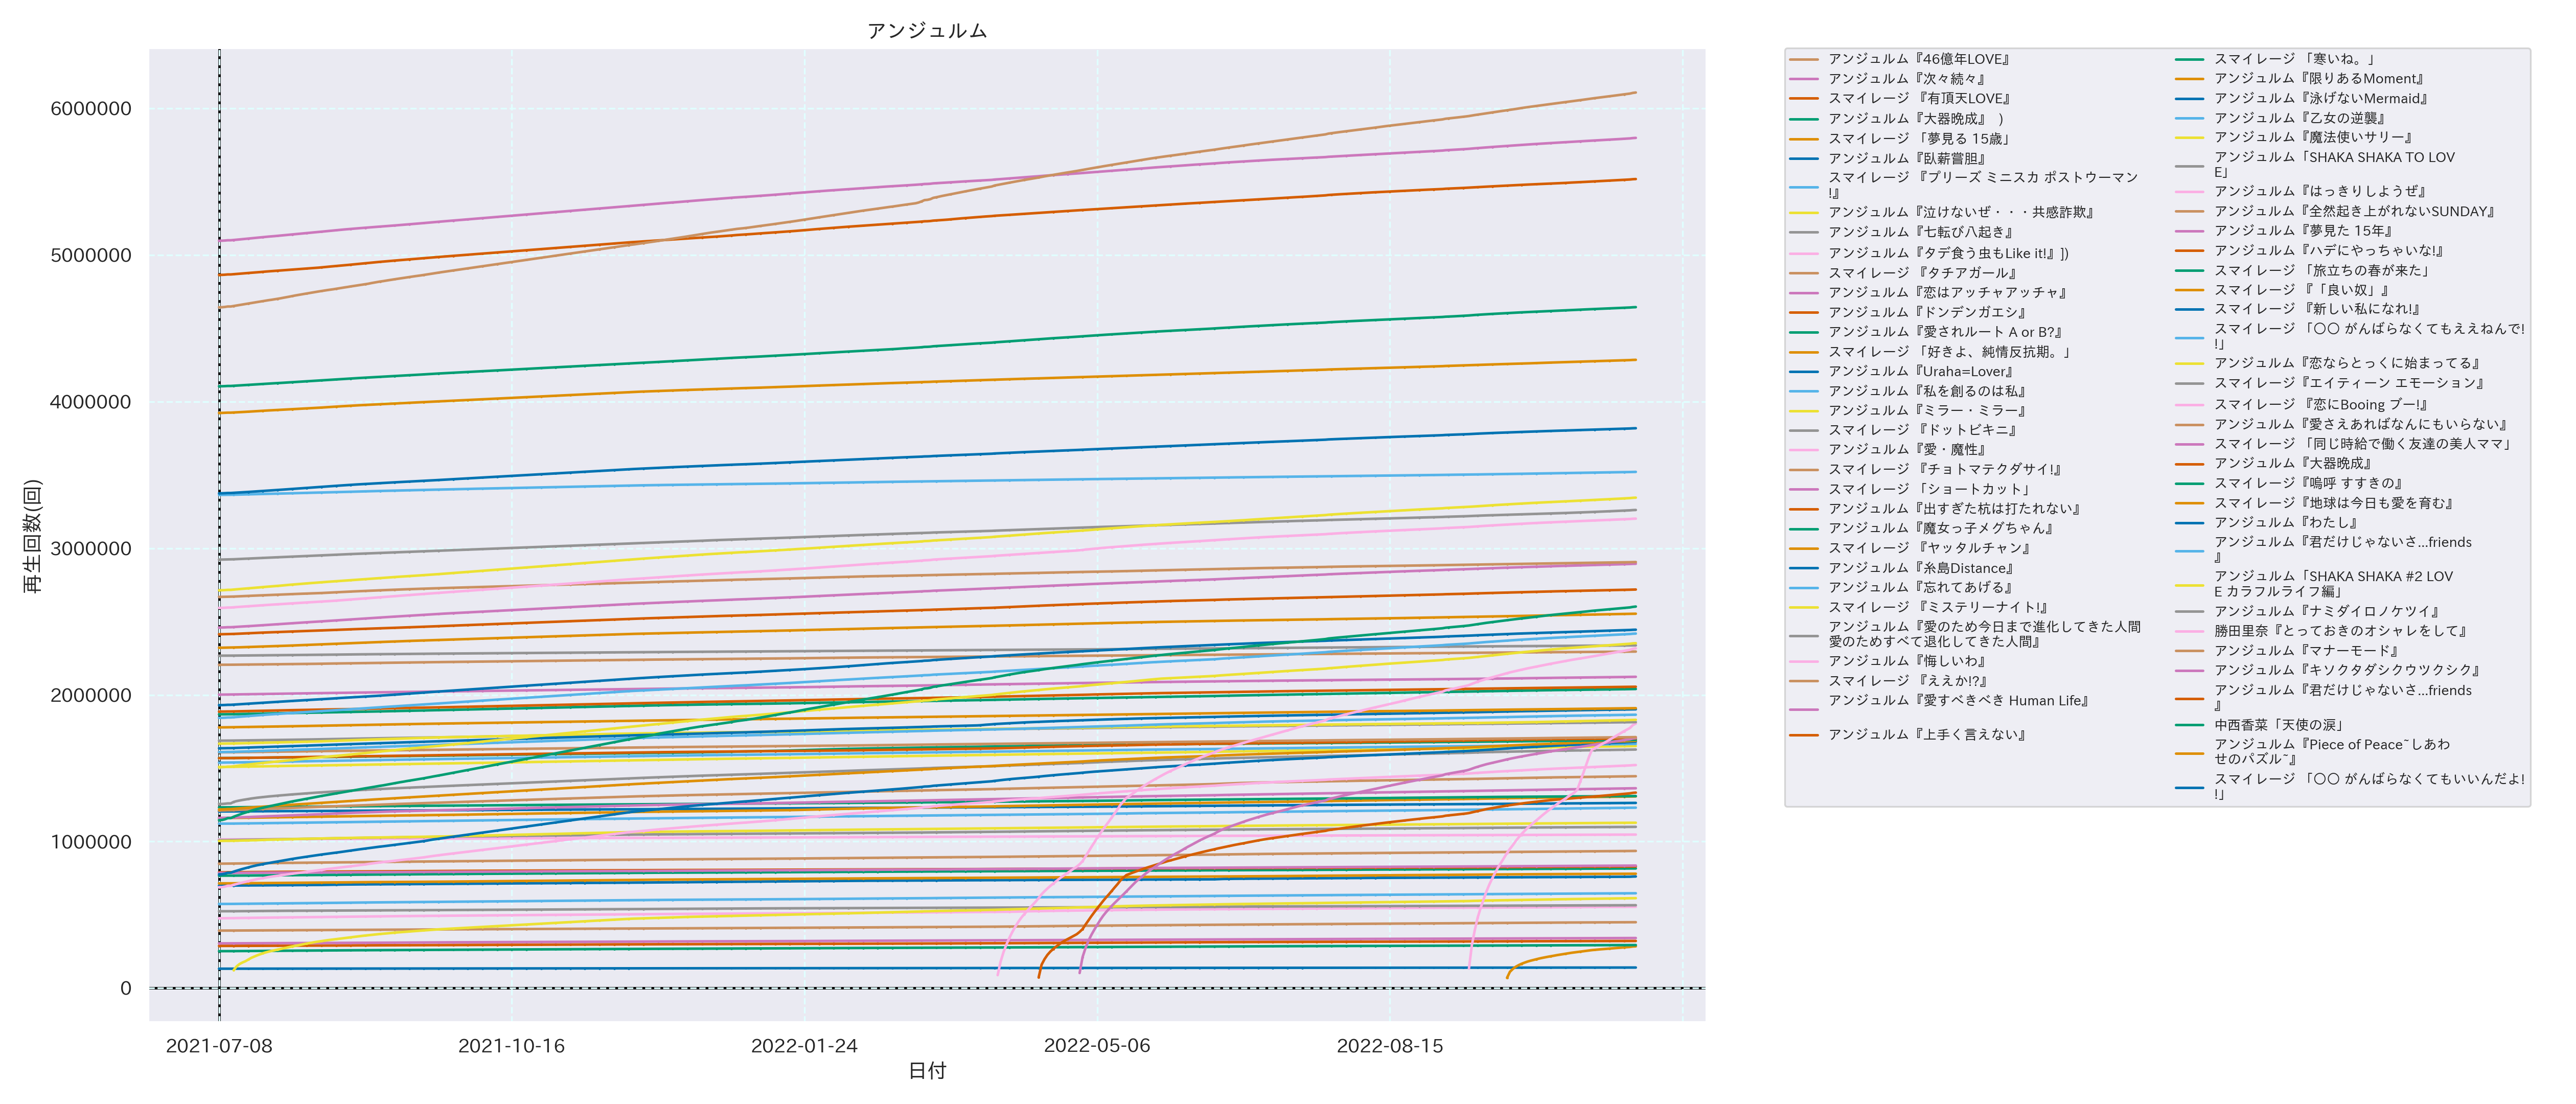 アンジュルム
再生回数(回)
6000000
5000000
4000000
3000000
2000000
1000000
0
2021-07-08
2021-10-16
2022-01-24
2022-05-06
2022-08-15
日付
アンジュルム『46億年LOVE』
アンジュルム『次々続々』
スマイレージ 『有頂天LOVE』
アンジュルム『大器晩成』 )
スマイレージ 「夢見る 15歳」
アンジュルム『臥薪嘗胆』
スマイレージ 『プリーズ ミニスカ ポストウーマン
!』
アンジュルム『泣けないぜ・・・共感詐欺』
アンジュルム『七転び八起き』
アンジュルム『タデ食う虫もLike it!』])
スマイレージ 『タチアガール』
アンジュルム『恋はアッチャアッチャ』
アンジュルム『ドンデンガエシ』
アンジュルム『愛されルート A or B?』
スマイレージ 「好きよ、純情反抗期。」
アンジュルム『Uraha=Lover』
アンジュルム『私を創るのは私』
アンジュルム『ミラー・ミラー』
スマイレージ 『ドットビキニ』
アンジュルム『愛・魔性』
スマイレージ 『チョトマテクダサイ!』
スマイレージ 「ショートカット」
アンジュルム『出すぎた杭は打たれない』
アンジュルム『魔女っ子メグちゃん』
スマイレージ 『ヤッタルチャン』
アンジュルム『糸島Distance』
アンジュルム『忘れてあげる』
スマイレージ 『ミステリーナイト!』
アンジュルム『愛のため今日まで進化してきた人間
愛のためすべて退化してきた人間』
アンジュルム『悔しいわ』
スマイレージ 『ええか!?』
アンジュルム『愛すべきべき Human Life』
アンジュルム『上手く言えない』
スマイレージ 「寒いね。」
アンジュルム『限りあるMoment』
アンジュルム『泳げないMermaid』
アンジュルム『乙女の逆襲』
アンジュルム『魔法使いサリー』
アンジュルム「SHAKA SHAKA TO LOV
E」
アンジュルム『はっきりしようぜ』
アンジュルム『全然起き上がれないSUNDAY』
アンジュルム『夢見た 15年』
アンジュルム『ハデにやっちゃいな!』
スマイレージ 「旅立ちの春が来た」
スマイレージ 『「良い奴」』
スマイレージ 『新しい私になれ!』
スマイレージ 「〇〇 がんばらなくてもええねんで!
!」
アンジュルム『恋ならとっくに始まってる』
スマイレージ『エイティーン エモーション』
スマイレージ 『恋にBooing ブー!』
アンジュルム『愛さえあればなんにもいらない』
スマイレージ 「同じ時給で働く友達の美人ママ」
アンジュルム『大器晩成』
スマイレージ『嗚呼 すすきの』
スマイレージ『地球は今日も愛を育む』
アンジュルム『わたし』
アンジュルム『君だけじゃないさ...friends
』
アンジュルム「SHAKA SHAKA #2 LOV
E カラフルライフ編」
アンジュルム『ナミダイロノケツイ』
勝田里奈『とっておきのオシャレをして』
アンジュルム『マナーモード』
アンジュルム『キソクタダシクウツクシク』
アンジュルム『君だけじゃないさ...friends
』
中西香菜「天使の涙」
アンジュルム『Piece of Peace~しあわ
せのパズル~』
スマイレージ 「〇〇 がんばらなくてもいいんだよ!
!」